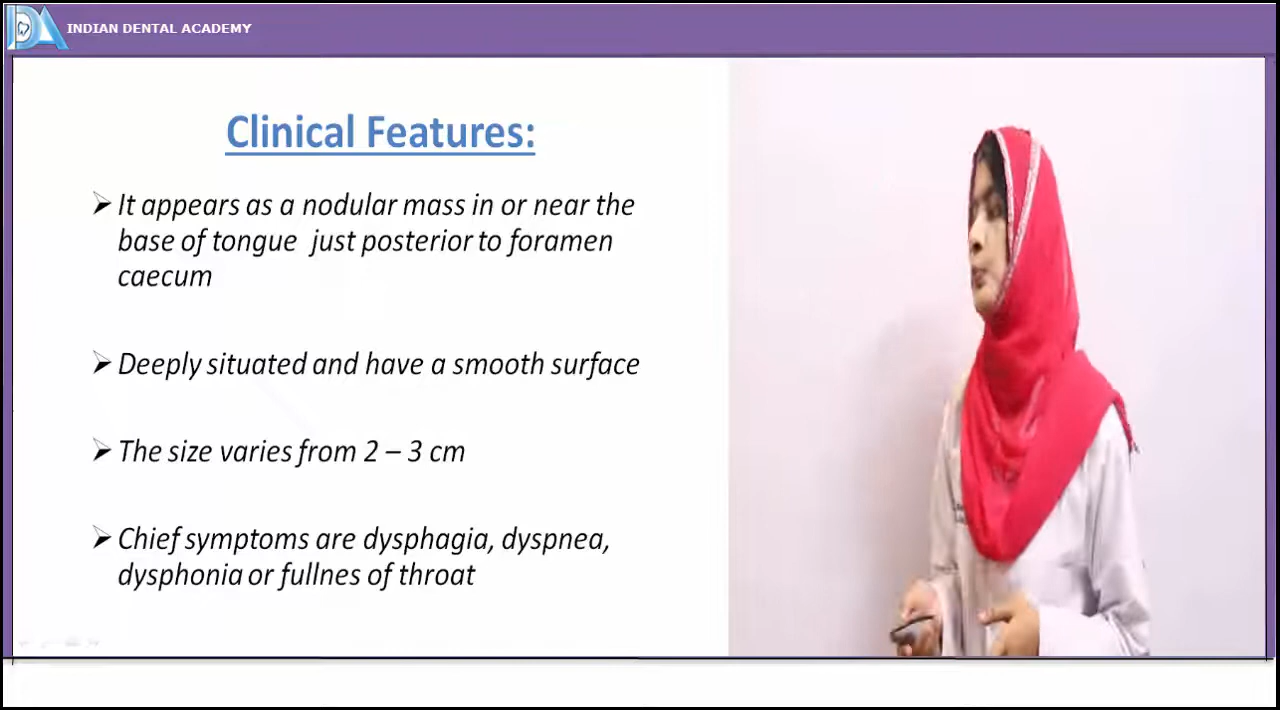 INDIAN DENTAL ACADEMY
Clinical Features:
➢ It appears as a nodular mass in or near the
base of tongue just posterior to foramen
caecum
➢ Deeply situated and have a smooth surface
➢ The size varies from 2 – 3 cm
➢ Chief symptoms are dysphagia, dyspnea,
dysphonia or fullnes of throat